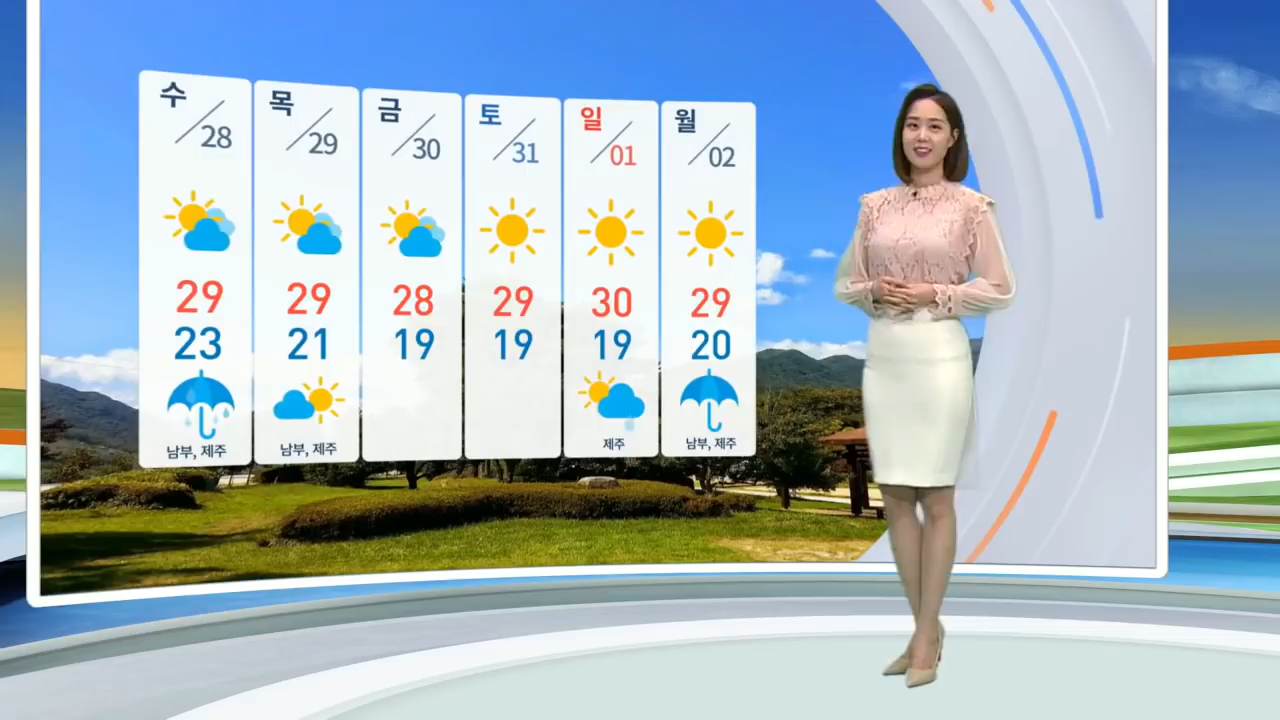 수/28
목/29
금/30
토/31
일/01
월/02
29 29 28 29 30 29
23 21 19 19 19 20
남부, 제주
남부, 제주
제주
남부, 제주